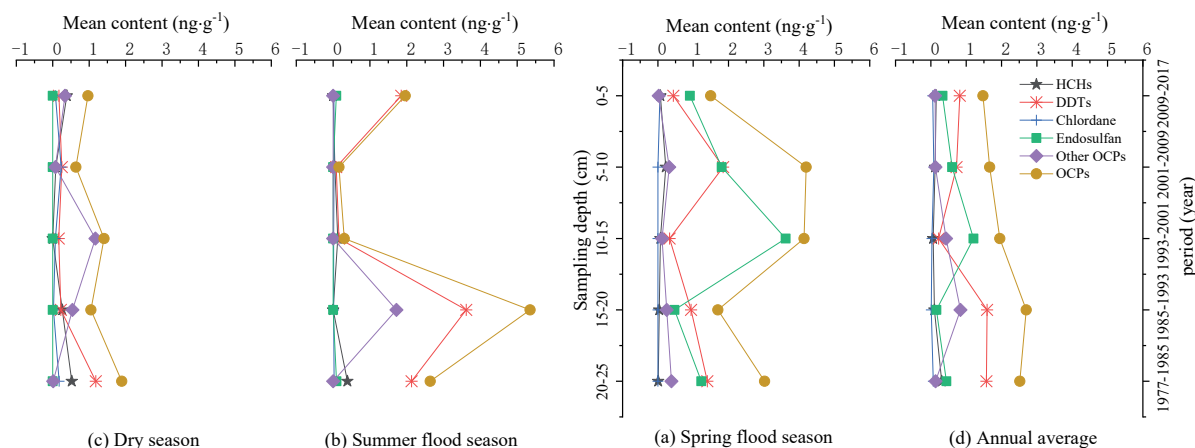 Mean content (ng·g⁻¹)
−1 0 1 2 3 4 5 6
(c) Dry season
Mean content (ng·g⁻¹)
−1 0 1 2 3 4 5 6
(b) Summer flood season
Mean content (ng·g⁻¹)
−1 0 1 2 3 4 5 6
Sampling depth (cm)
0-5
5-10
10-15
15-20
20-25
(a) Spring flood season
Mean content (ng·g⁻¹)
−1 0 1 2 3 4 5 6
HCHs
DDTs
Chlordane
Endosulfan
Other OCPs
OCPs
1977-1985 1985-1993 1993-2001 2001-2009 2009-2017
period (year)
(d) Annual average